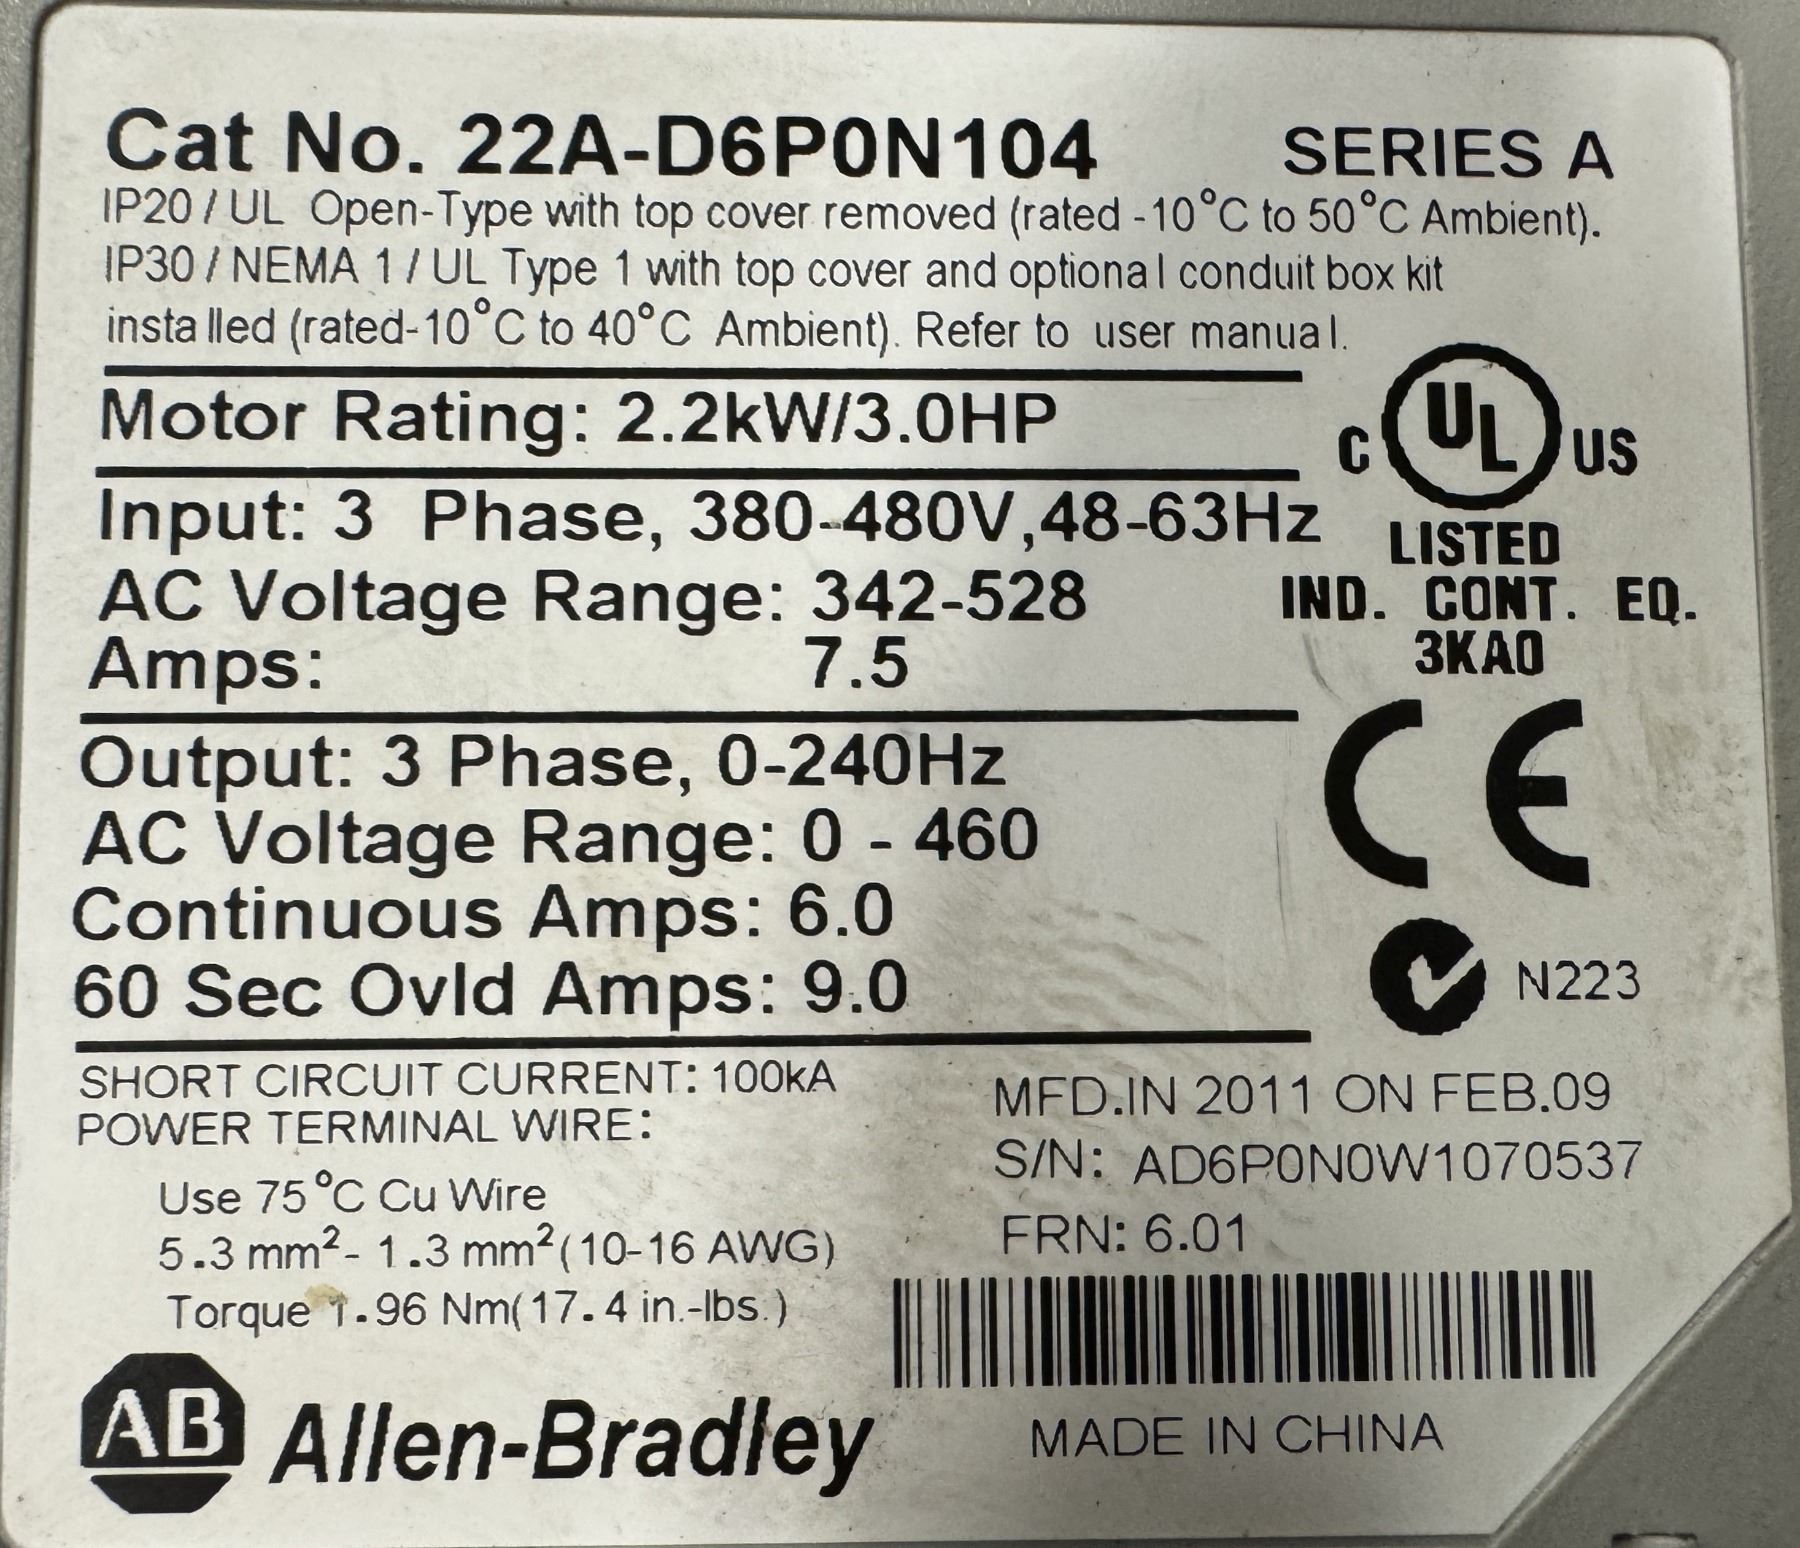 Cat No. 22A-D6P0N104 SERIES A
IP20 / UL Open-Type with top cover removed (rated -10°C to 50°C Ambient).
IP30 / NEMA 1 / UL Type 1 with top cover and optional conduit box kit
installed (rated-10°C to 40°C Ambient). Refer to user manual.
Motor Rating: 2.2kW/3.0HP
C UL US
Input: 3 Phase, 380-480V,48-63Hz
LISTED
AC Voltage Range: 342-528
IND. CONT. EQ.
Amps: 7.5
3KA0
CE
Output: 3 Phase, 0-240Hz
AC Voltage Range: 0 - 460
Continuous Amps: 6.0
60 Sec Ovld Amps: 9.0
N223
SHORT CIRCUIT CURRENT: 100kA
POWER TERMINAL WIRE:
Use 75°C Cu Wire
5.3 mm²- 1.3 mm²(10-16 AWG)
Torque 1.96 Nm(17.4 in.-lbs.)
MFD.IN 2011 ON FEB.09
S/N: AD6P0N0W1070537
FRN: 6.01
AB Allen-Bradley
MADE IN CHINA